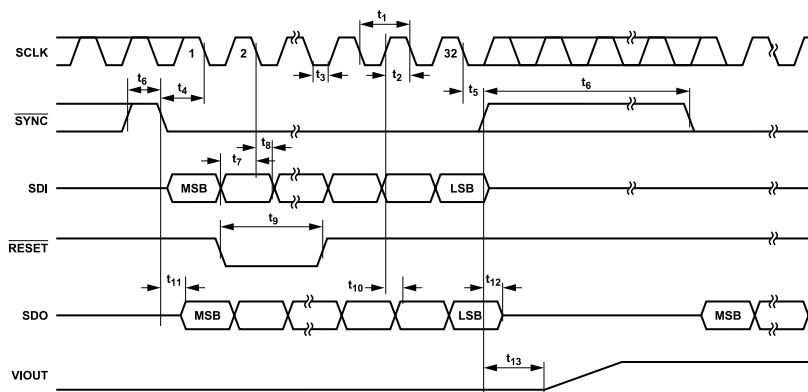 t1
SCLK
1
2
32
t3
t2
t6
t4
t5
t6
SYNC
t7
t8
SDI
MSB
LSB
t9
RESET
t11
t10
t12
SDO
MSB
LSB
MSB
t13
VIOUT